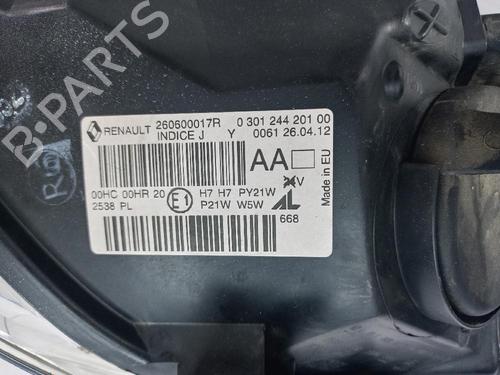 B-PARTS
RENAULT 260600017R 0 301 244 201 00
INDICE J Y 0061 26.04.12
AA
V
Made in EU
00HC 00HR 20 E1 H7 H7 PY21W
2538 PL P21W W5W AL
668